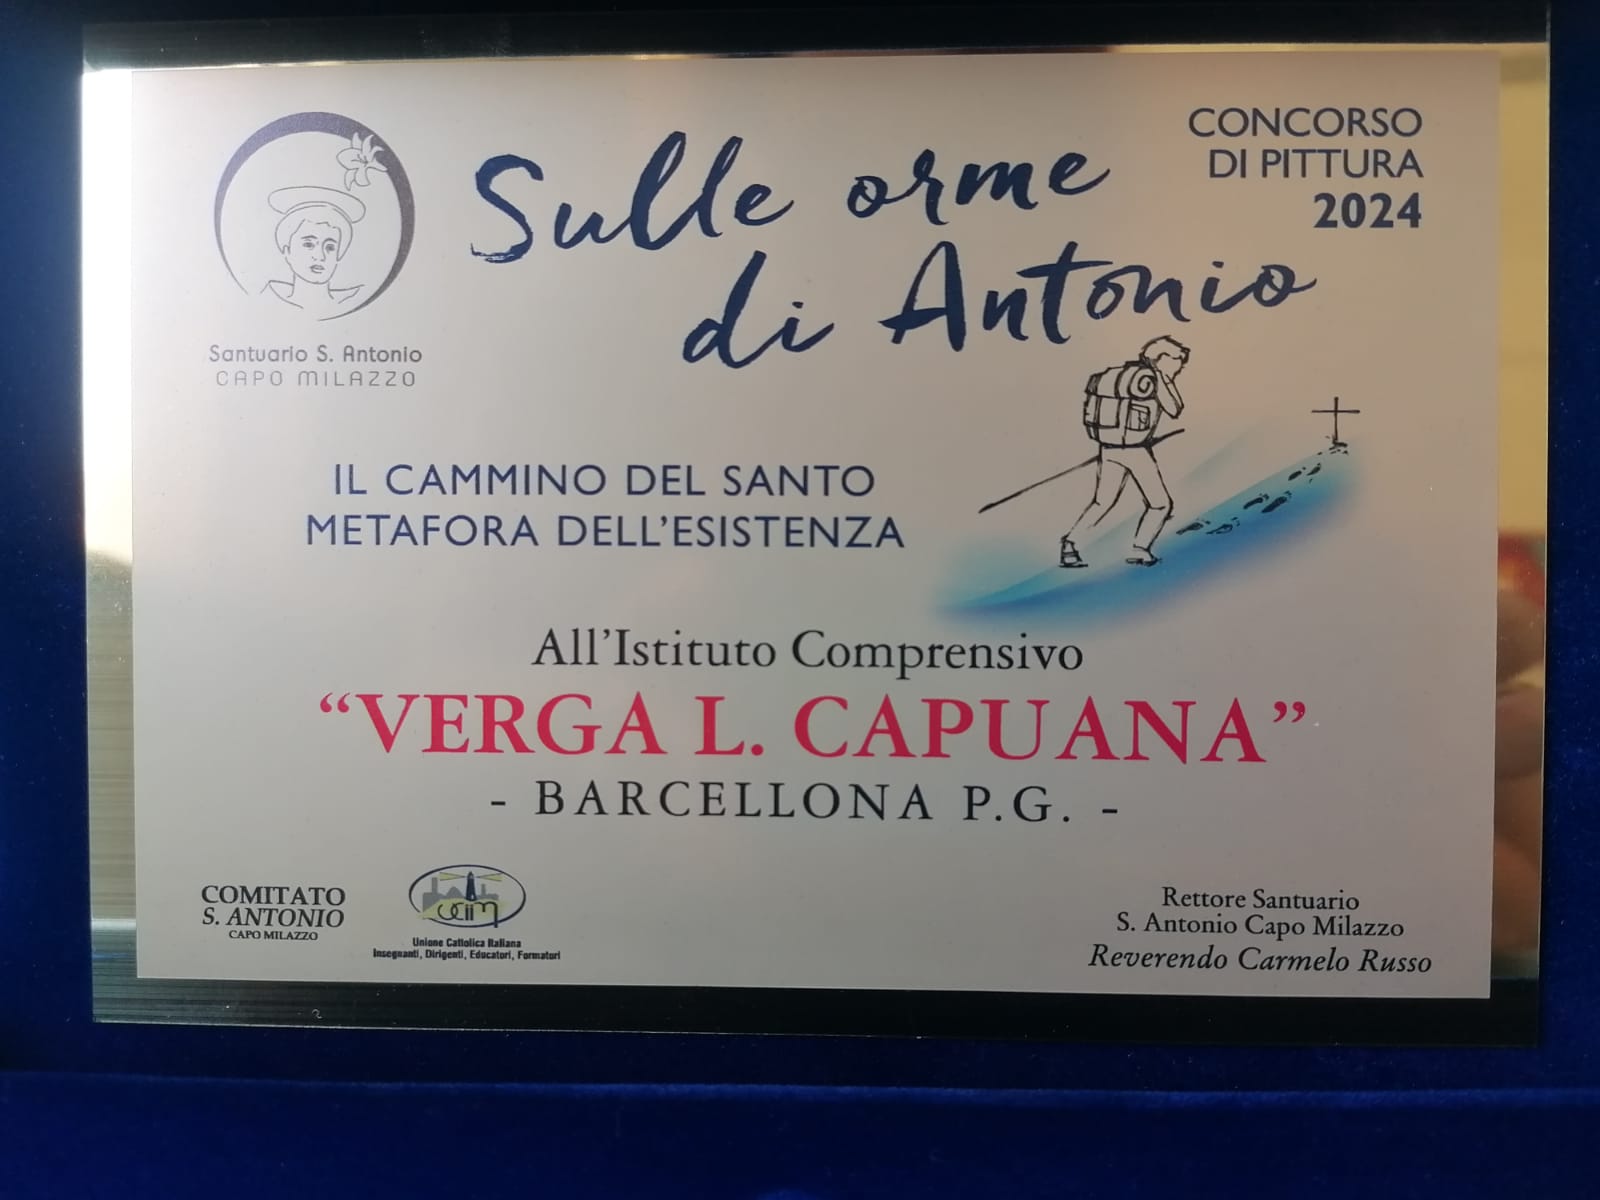 CONCORSO
DI PITTURA
2024
Sulle orme
di Antonio
Santuario S. Antonio
CAPO MILAZZO
IL CAMMINO DEL SANTO
METAFORA DELL'ESISTENZA
All'Istituto Comprensivo
“VERGA L. CAPUANA”
- BARCELLONA P.G. -
COMITATO
S. ANTONIO
CAPO MILAZZO
UCIIM
Unione Cattolica Italiana
Insegnanti, Dirigenti, Educatori, Formatori
Rettore Santuario
S. Antonio Capo Milazzo
Reverendo Carmelo Russo